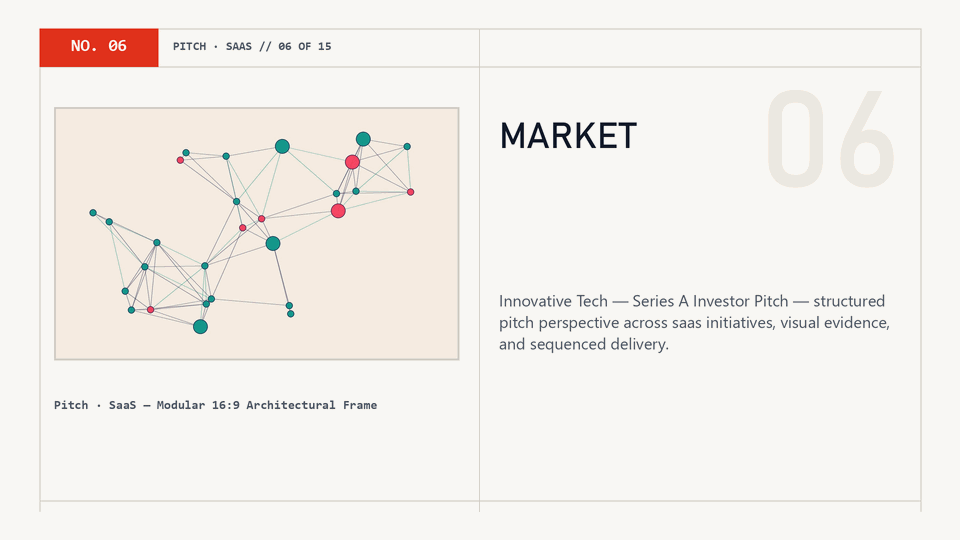 NO. 06
PITCH · SAAS // 06 OF 15
06
MARKET
Innovative Tech — Series A Investor Pitch — structured
pitch perspective across saas initiatives, visual evidence,
and sequenced delivery.
Pitch · SaaS — Modular 16:9 Architectural Frame